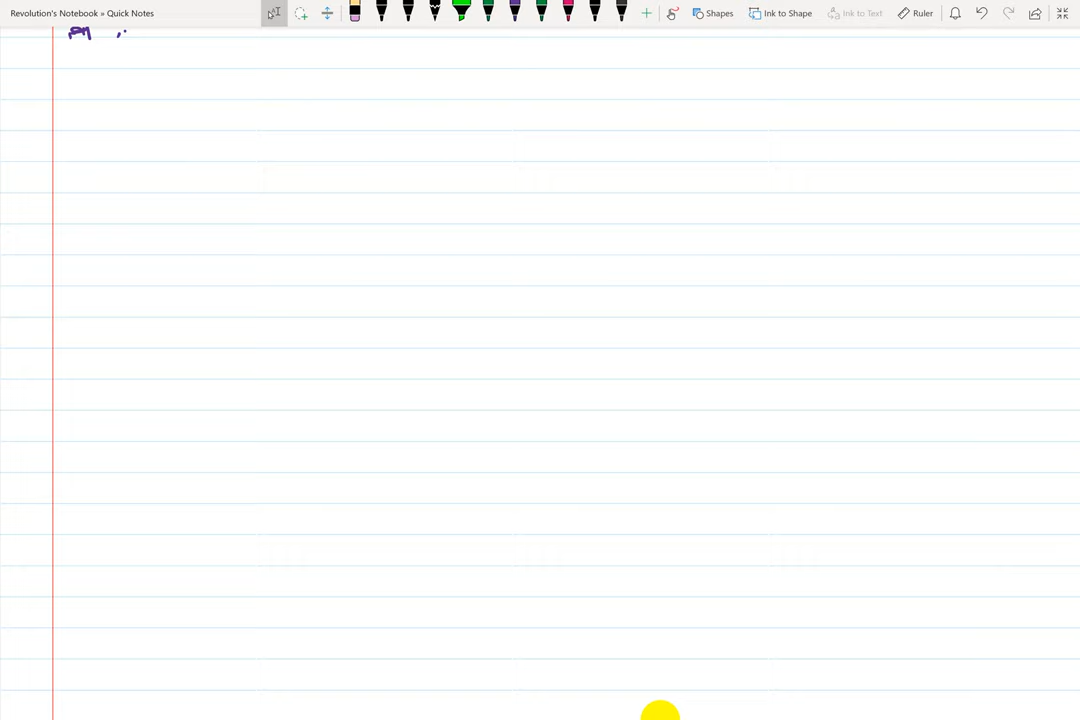 Revolution's Notebook » Quick Notes
Shapes
Ink to Shape
Ink to Text
Ruler